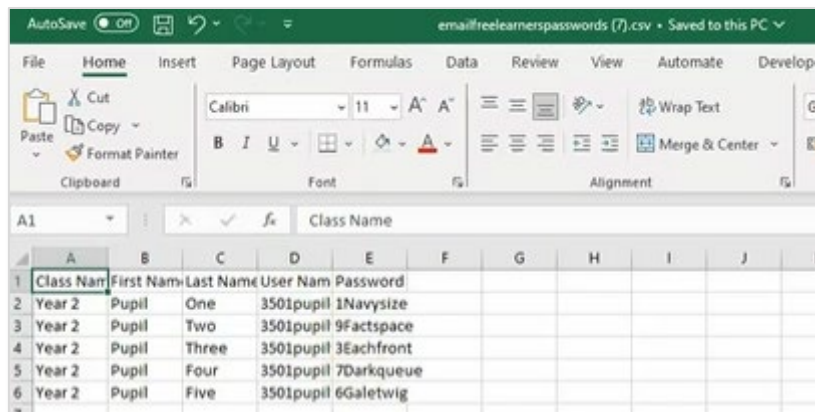 AutoSave Off emailfreelearnerspasswords (7).csv • Saved to this PC
File Home Insert Page Layout Formulas Data Review View Automate Develop
Cut
Copy
Paste
Format Painter
Calibri 11 A^ A˅
B I U A
Wrap Text
Merge & Center
Clipboard Font Alignment
A1 fx Class Name
A B C D E F G H I J
1 Class Nam First Nam Last Name User Nam Password
2 Year 2 Pupil One 3501pupil 1Navysize
3 Year 2 Pupil Two 3501pupil 9Factspace
4 Year 2 Pupil Three 3501pupil 3Eachfront
5 Year 2 Pupil Four 3501pupil 7Darkqueue
6 Year 2 Pupil Five 3501pupil 6Galetwig